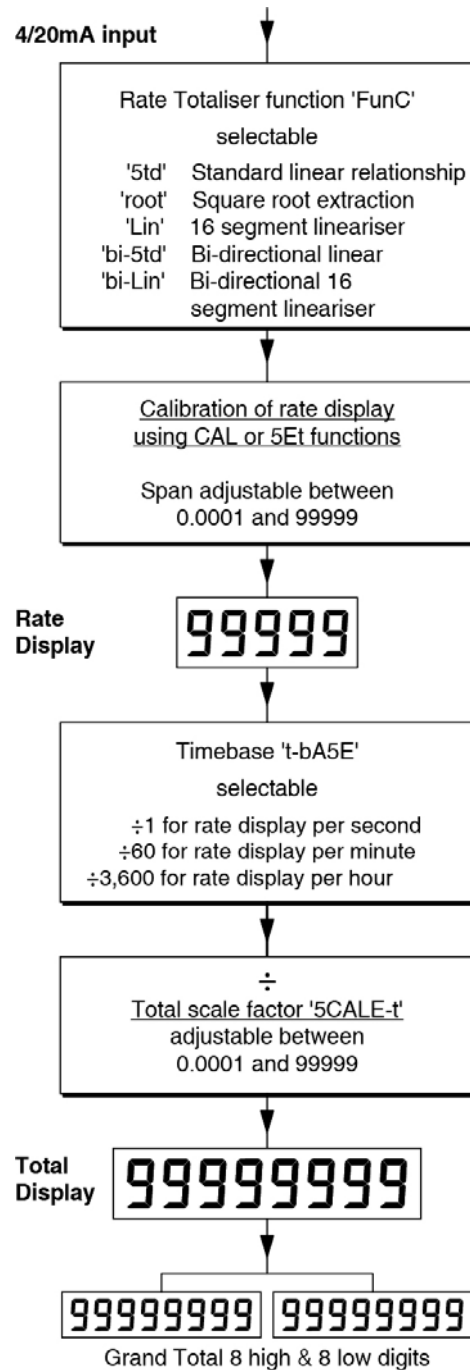 4/20mA input
Rate Totaliser function 'FunC'
selectable
'5td' Standard linear relationship
'root' Square root extraction
'Lin' 16 segment lineariser
'bi-5td' Bi-directional linear
'bi-Lin' Bi-directional 16
segment lineariser
Calibration of rate display
using CAL or 5Et functions
Span adjustable between
0.0001 and 99999
Rate
Display
99999
Timebase 't-bA5E'
selectable
÷1 for rate display per second
÷60 for rate display per minute
÷3,600 for rate display per hour
÷
Total scale factor '5CALE-t'
adjustable between
0.0001 and 99999
Total
Display
99999999
99999999 99999999
Grand Total 8 high & 8 low digits